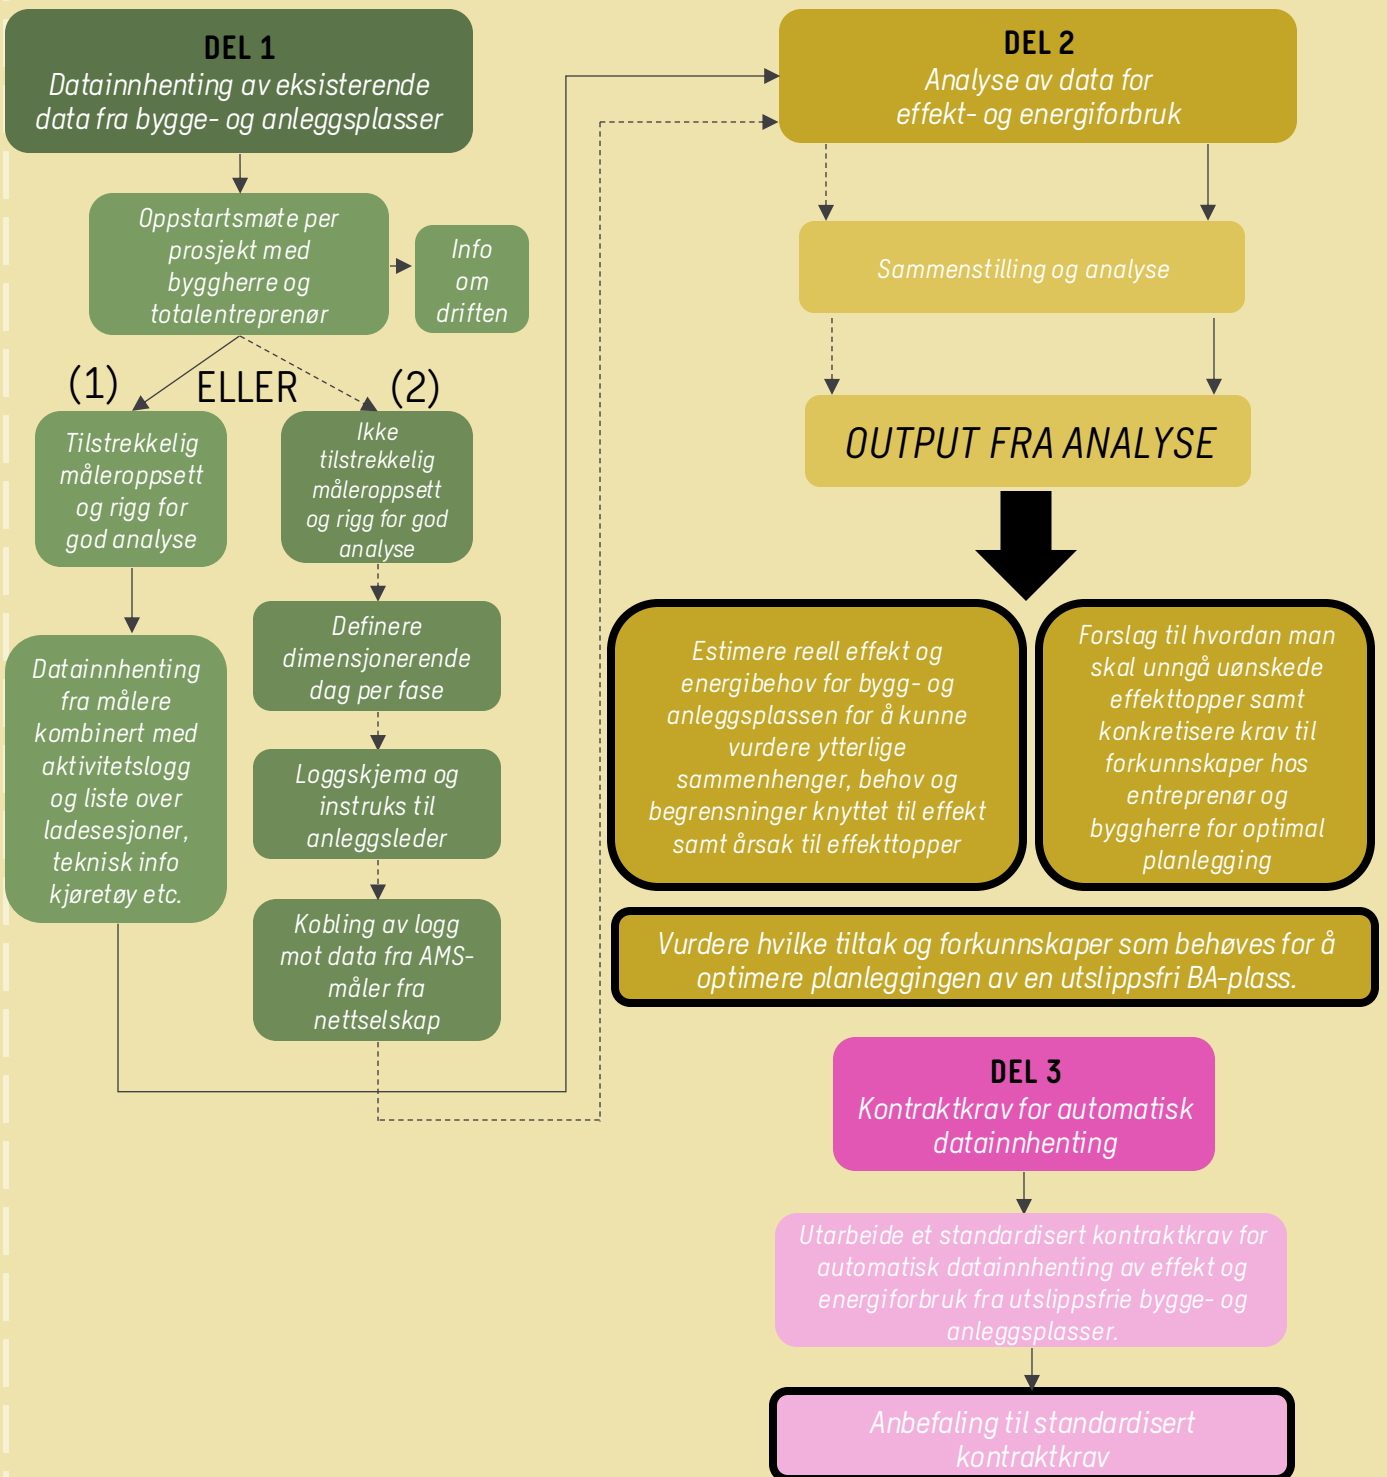 DEL 1
Datainnhenting av eksisterende
data fra bygge- og anleggsplasser
Oppstartsmøte per
prosjekt med
byggherre og
totalentreprenør
Info
om
driften
(1)
ELLER
(2)
Tilstrekkelig
måleroppsett
og rigg for
god analyse
Datainnhenting
fra målere
kombinert med
aktivitetslogg
og liste over
ladesesjoner,
teknisk info
kjøretøy etc.
Ikke
tilstrekkelig
måleroppsett
og rigg for god
analyse
Definere
dimensjonerende
dag per fase
Loggskjema og
instruks til
anleggsleder
Kobling av logg
mot data fra AMS-
måler fra
nettselskap
DEL 2
Analyse av data for
effekt- og energiforbruk
Sammenstilling og analyse
OUTPUT FRA ANALYSE
Estimere reell effekt og
energibehov for bygg- og
anleggsplassen for å kunne
vurdere ytterlige
sammenhenger, behov og
begrensninger knyttet til effekt
samt årsak til effekttopper
Forslag til hvordan man
skal unngå uønskede
effekttopper samt
konkretisere krav til
forkunnskaper hos
entreprenør og
byggherre for optimal
planlegging
Vurdere hvilke tiltak og forkunnskaper som behøves for å
optimere planleggingen av en utslippsfri BA-plass.
DEL 3
Kontraktkrav for automatisk
datainnhenting
Utarbeide et standardisert kontraktkrav for
automatisk datainnhenting av effekt og
energiforbruk fra utslippsfrie bygge- og
anleggsplasser.
Anbefaling til standardisert
kontraktkrav